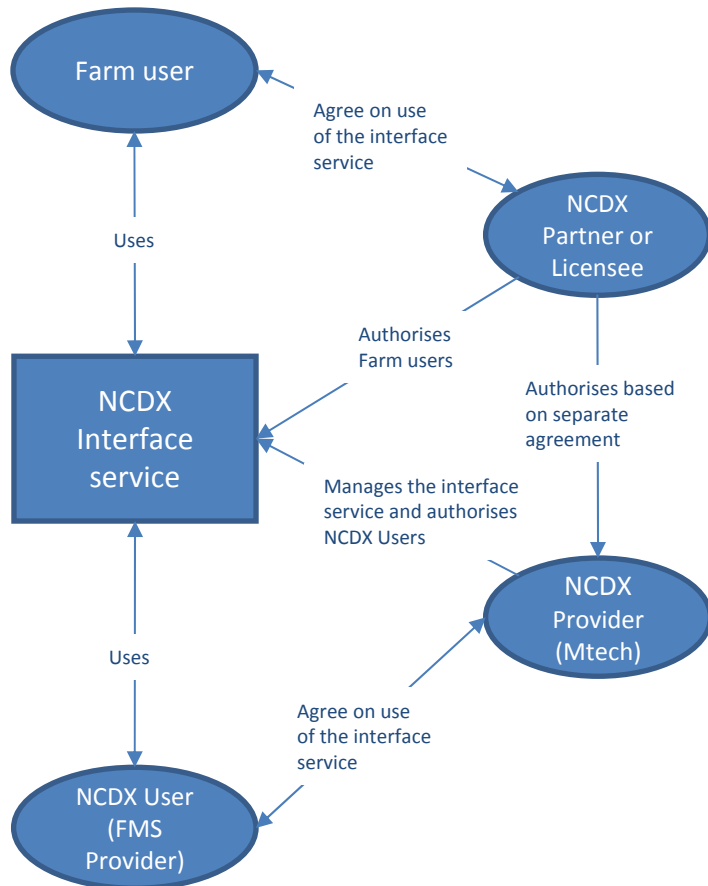 Farm user
Agree on use
of the interface
service
NCDX
Partner or
Licensee
Uses
Authorises
Farm users
NCDX
Interface
service
Authorises based
on separate
agreement
Manages the interface
service and authorises
NCDX Users
NCDX
Provider
(Mtech)
Uses
Agree on use
of the interface
service
NCDX User
(FMS
Provider)